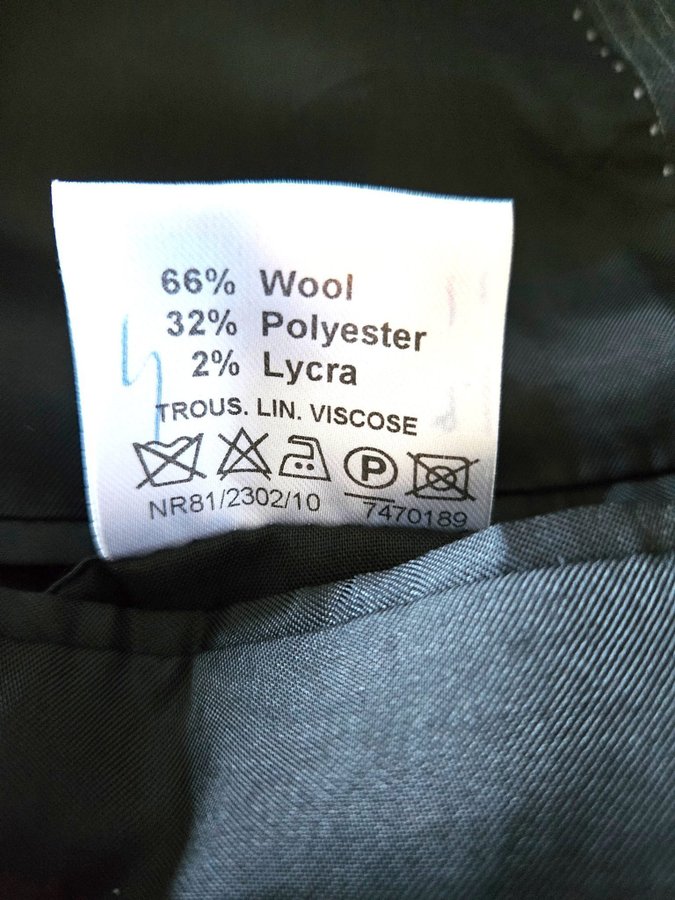 66% Wool
32% Polyester
2% Lycra
TROUS. LIN. VISCOSE
P
NR81/2302/10 7470189